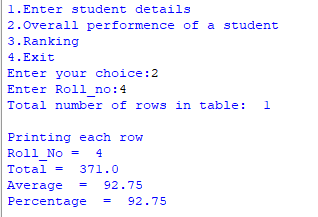 1.Enter student details
2.Overall performence of a student
3.Ranking
4.Exit
Enter your choice:2
Enter Roll_no:4
Total number of rows in table:  1
Printing each row
Roll_No =  4
Total =  371.0
Average  =  92.75
Percentage  =  92.75